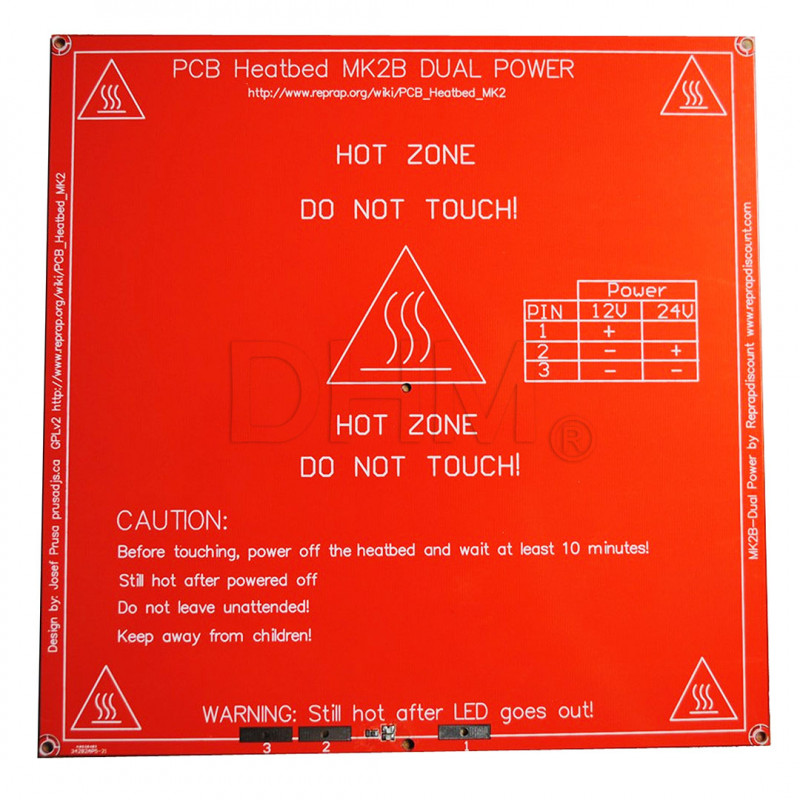 PCB Heatbed MK2B DUAL POWER
http://www.reprap.org/wiki/PCB_Heatbed_MK2
HOT ZONE
DO NOT TOUCH!
Power
PIN 12V 24V
1 +
2 - +
3 - -
DHM®
HOT ZONE
DO NOT TOUCH!
CAUTION:
Before touching, power off the heatbed and wait at least 10 minutes!
Still hot after powered off
Do not leave unattended!
Keep away from children!
WARNING: Still hot after LED goes out!
3 2 1
Design by: Josef Prusa prusadjs.ca GPLv2 http://www.reprap.org/wiki/PCB_Heatbed_MK2
MK2B-Dual Power by Reprapdiscount www.reprapdiscount.com